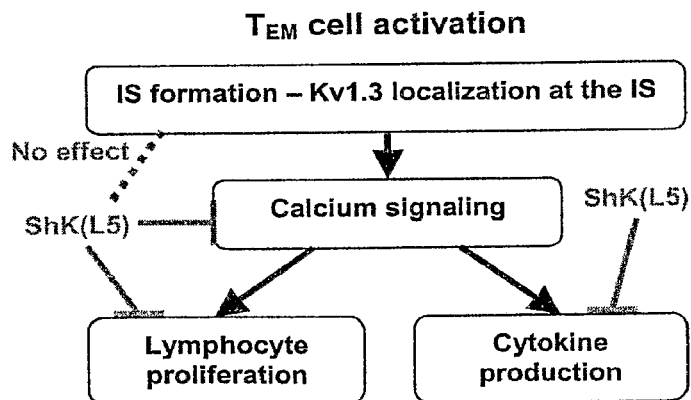 T_EM cell activation
IS formation – Kv1.3 localization at the IS
No effect
Calcium signaling
ShK(L5)
ShK(L5)
Lymphocyte
proliferation
Cytokine
production